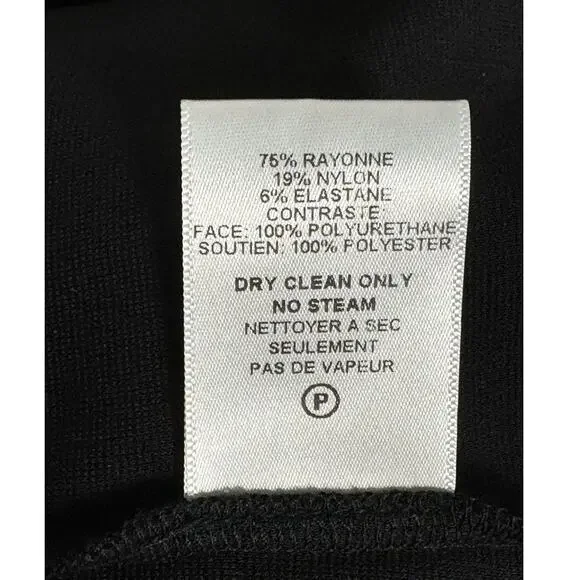 75% RAYONNE
19% NYLON
6% ELASTANE
CONTRASTE
FACE: 100% POLYURETHANE
SOUTIEN: 100% POLYESTER
DRY CLEAN ONLY
NO STEAM
NETTOYER A SEC
SEULEMENT
PAS DE VAPEUR
P